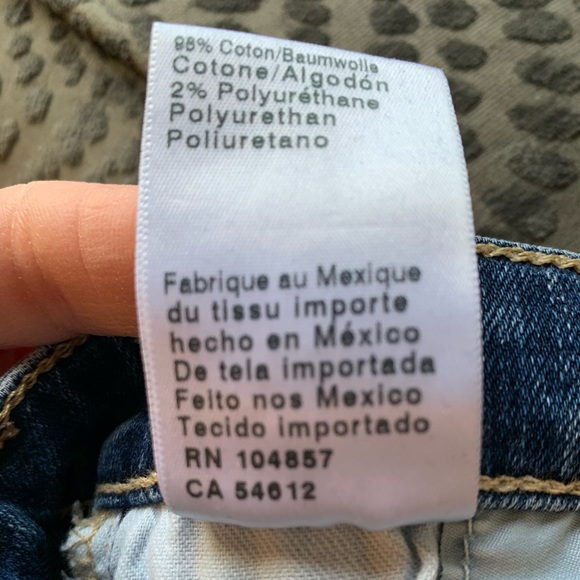 98% Coton/Baumwolle
Cotone/Algodón
2% Polyuréthane
Polyurethan
Poliuretano
Fabrique au Mexique
du tissu importe
hecho en México
De tela importada
Feito nos Mexico
Tecido importado
RN 104857
CA 54612